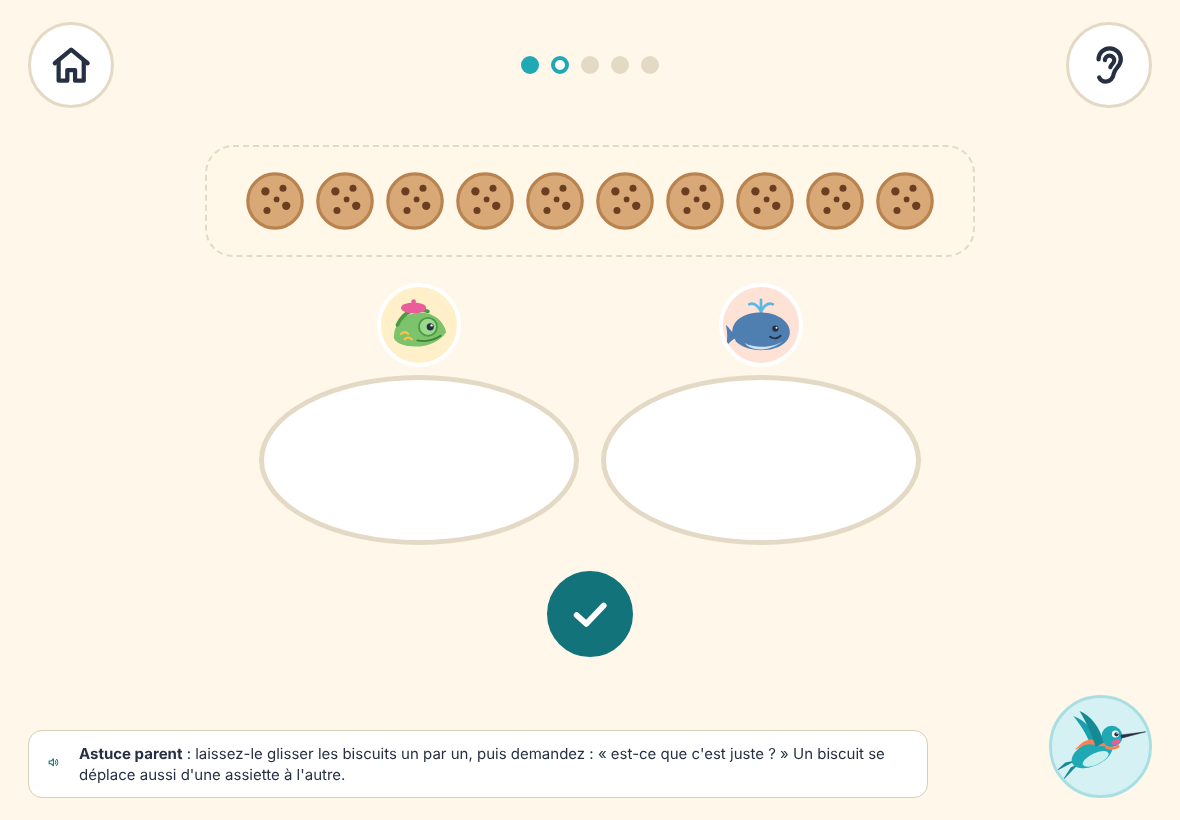 Astuce parent : laissez-le glisser les biscuits un par un, puis demandez : « est-ce que c'est juste ? » Un biscuit se
déplace aussi d'une assiette à l'autre.